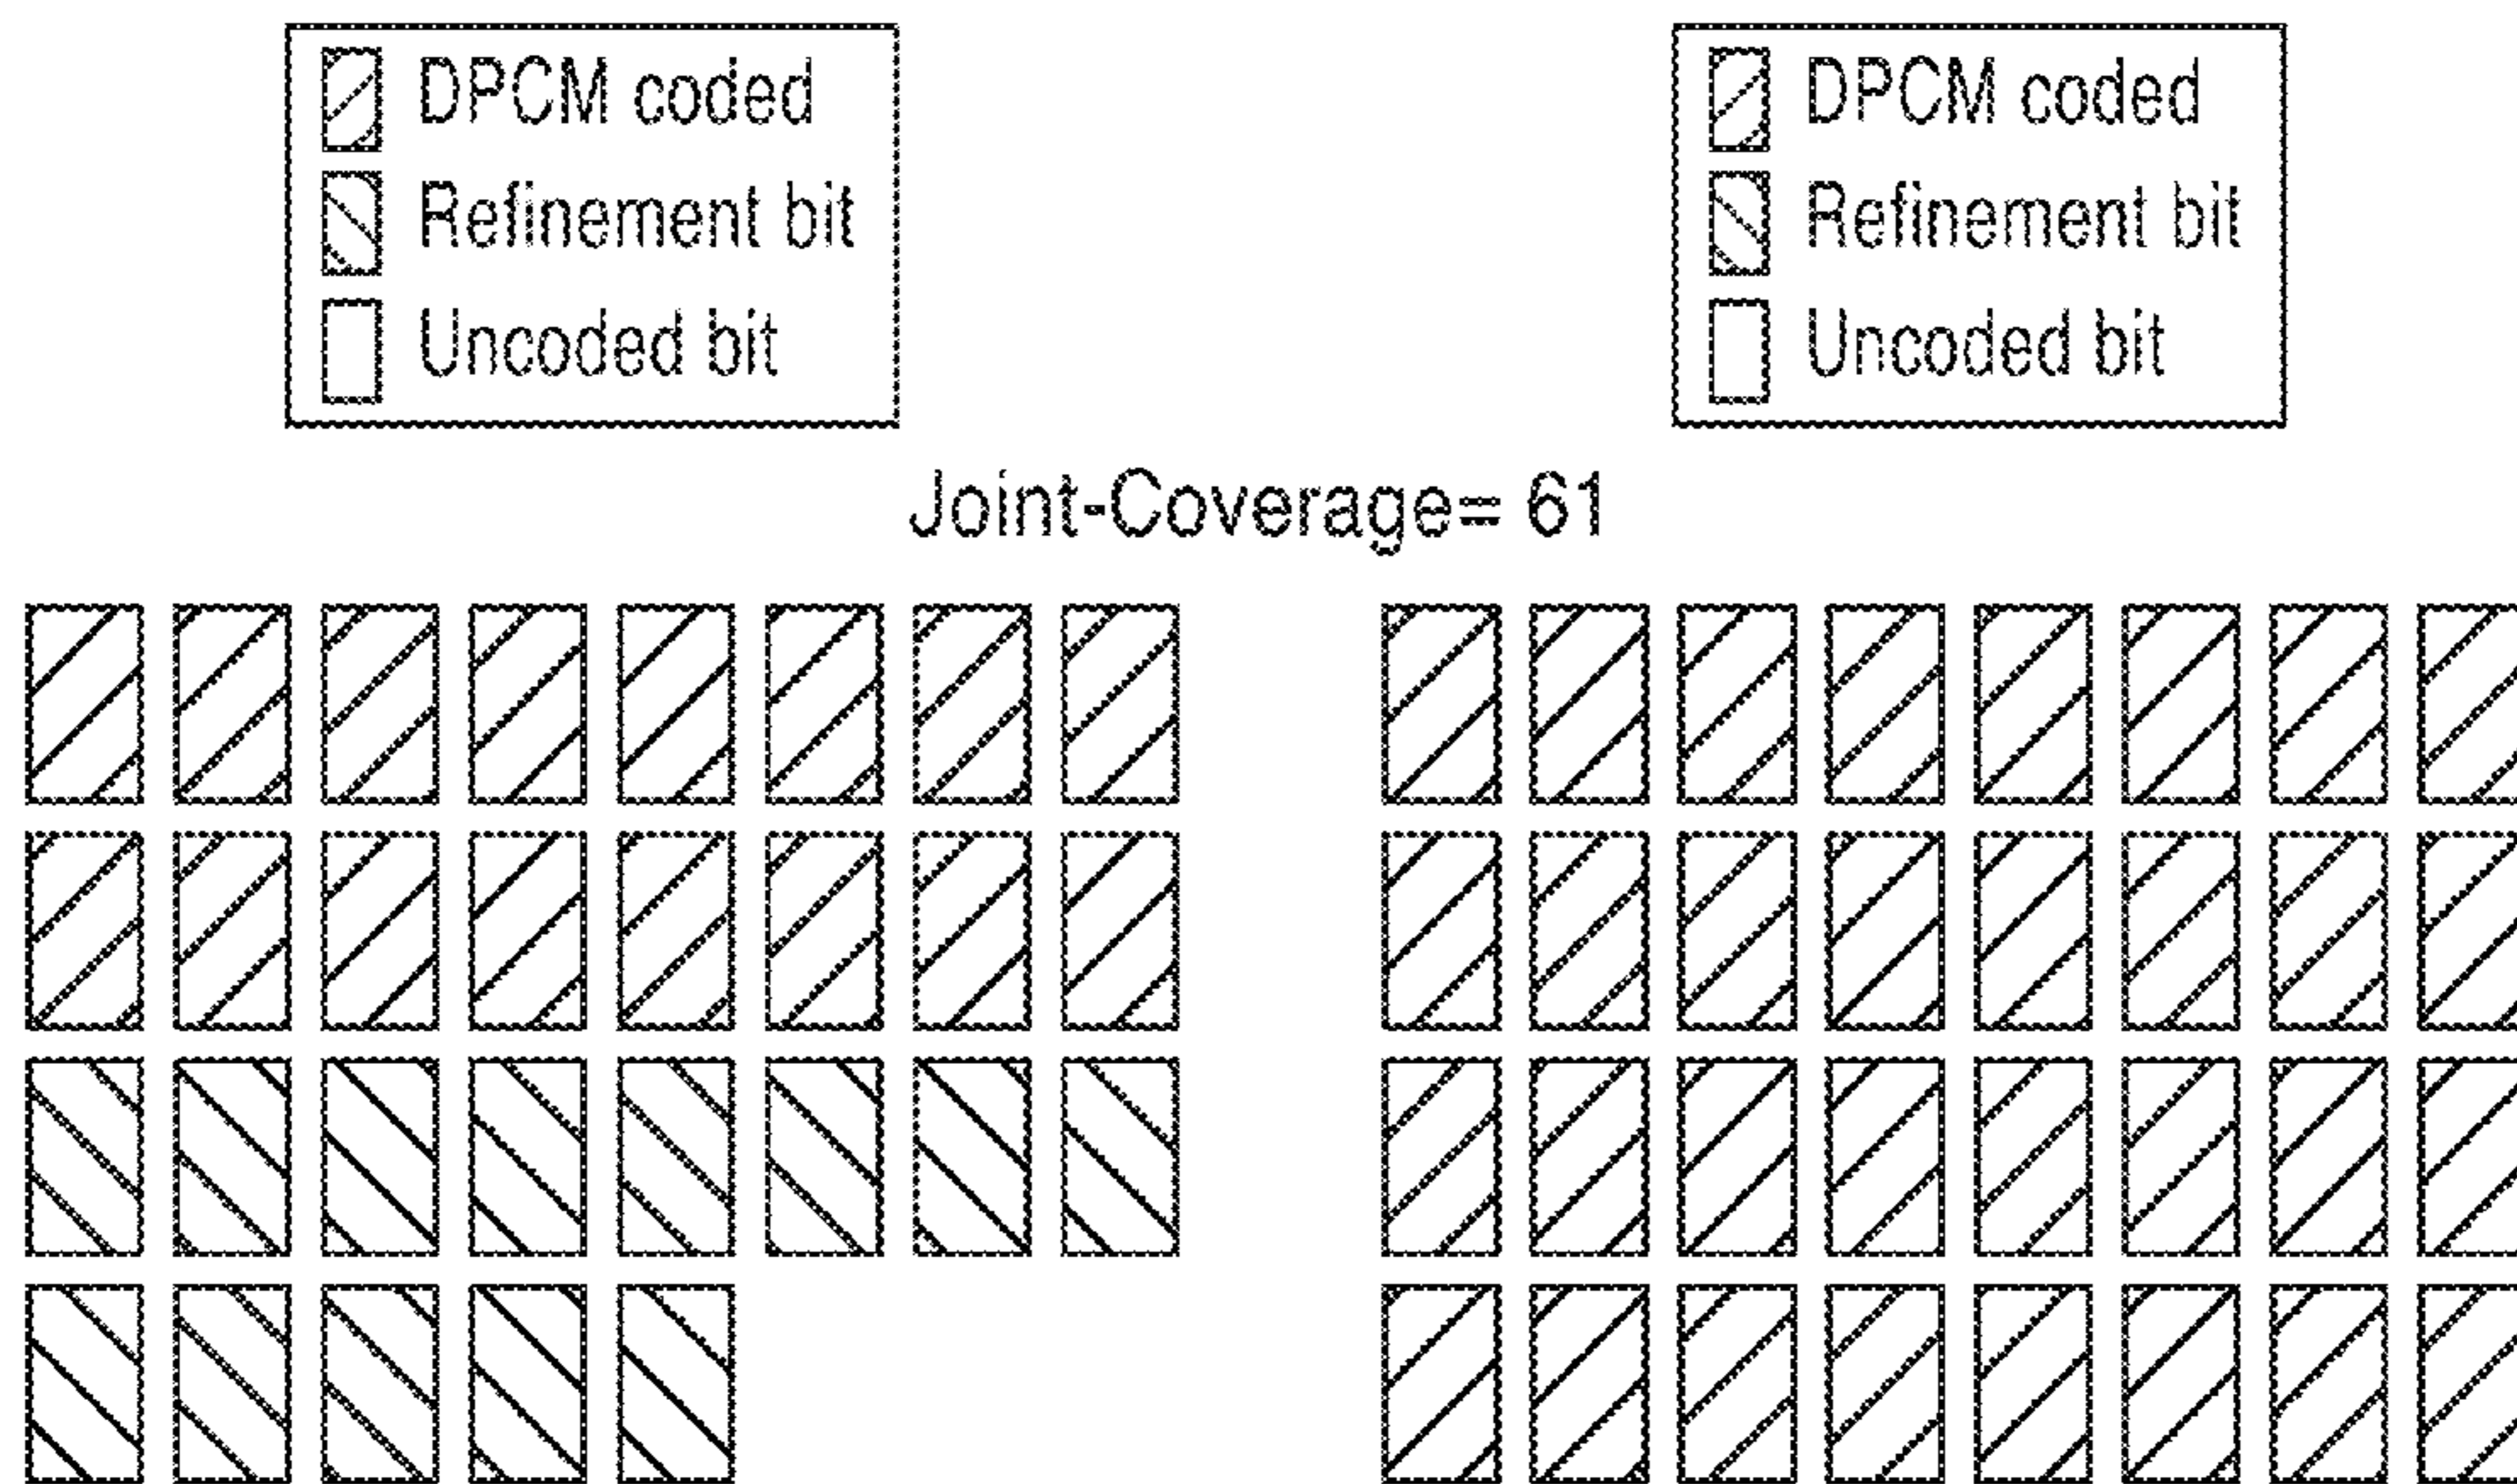 DPCM coded
Refinement bit
Uncoded bit
DPCM coded
Refinement bit
Uncoded bit
Joint-Coverage= 61